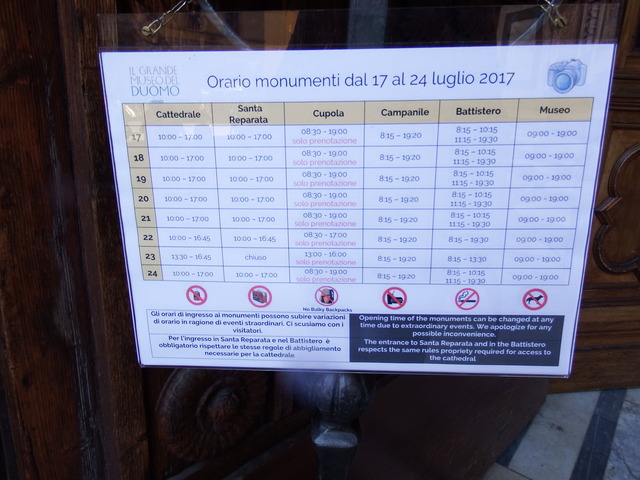 IL GRANDE
MUSEO DEL
DUOMO
Orario monumenti dal 17 al 24 luglio 2017
Cattedrale Santa Reparata Cupola Campanile Battistero Museo
17 10:00 - 17.00 10:00 - 17:00 08:30 - 19:00 solo prenotazione 8:15 - 19:20 8:15 - 10:15 11:15 - 19:30 09:00 - 19:00
18 10:00 - 17:00 10:00 - 17:00 08:30 - 19:00 solo prenotazione 8:15 - 19:20 8:15 - 10:15 11:15 - 19:30 09:00 - 19:00
19 10:00 - 17:00 10:00 - 17:00 08:30 - 19:00 solo prenotazione 8:15 - 19:20 8:15 - 10:15 11:15 - 19:30 09:00 - 19:00
20 10:00 - 17:00 10:00 - 17:00 08:30 - 19:00 solo prenotazione 8:15 - 19:20 8:15 - 10:15 11:15 - 19:30 09:00 - 19:00
21 10:00 - 17:00 10:00 - 17:00 08:30 - 19:00 solo prenotazione 8:15 - 19:20 8:15 - 10:15 11:15 - 19:30 09:00 - 19:00
22 10:00 - 16:45 10:00 - 16:45 08:30 - 17:00 solo prenotazione 8:15 - 19:20 8:15 - 19:30 09:00 - 19:00
23 13:30 - 16:45 chiuso 13:00 - 16:00 solo prenotazione 8:15 - 19:20 8:15 - 13:30 09:00 - 19:00
24 10:00 - 17:00 10:00 - 17:00 08:30 - 19:00 solo prenotazione 8:15 - 19:20 8:15 - 10:15 11:15 - 19:30 09:00 - 19:00
No Bulky Backpacks
Gli orari di ingresso ai monumenti possono subire variazioni
di orario in ragione di eventi straordinari. Ci scusiamo con i
visitatori.
Per l'ingresso in Santa Reparata e nel Battistero è
obbligatorio rispettare le stesse regole di abbigliamento
necessarie per la cattedrale.
Opening time of the monuments can be changed at any
time due to extraordinary events. We apologize for any
possible inconvenience.
The entrance to Santa Reparata and in the Battistero
respects the same rules propriety required for access to
the cathedral